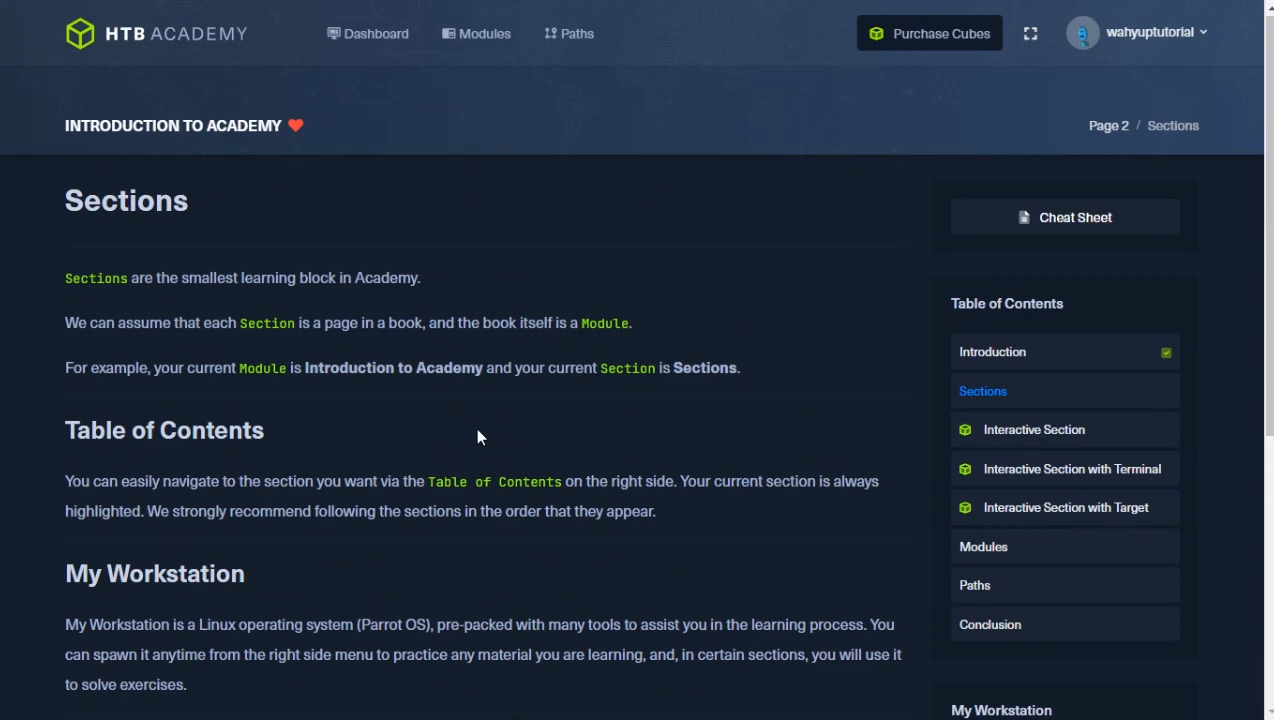 HTB ACADEMY
Dashboard
Modules
Paths
Purchase Cubes
wahyuptutorial
INTRODUCTION TO ACADEMY
Page 2 / Sections
Sections
Sections are the smallest learning block in Academy.
We can assume that each Section is a page in a book, and the book itself is a Module.
For example, your current Module is Introduction to Academy and your current Section is Sections.
Table of Contents
You can easily navigate to the section you want via the Table of Contents on the right side. Your current section is always
highlighted. We strongly recommend following the sections in the order that they appear.
My Workstation
My Workstation is a Linux operating system (Parrot OS), pre-packed with many tools to assist you in the learning process. You
can spawn it anytime from the right side menu to practice any material you are learning, and, in certain sections, you will use it
to solve exercises.
Cheat Sheet
Table of Contents
Introduction
Sections
Interactive Section
Interactive Section with Terminal
Interactive Section with Target
Modules
Paths
Conclusion
My Workstation